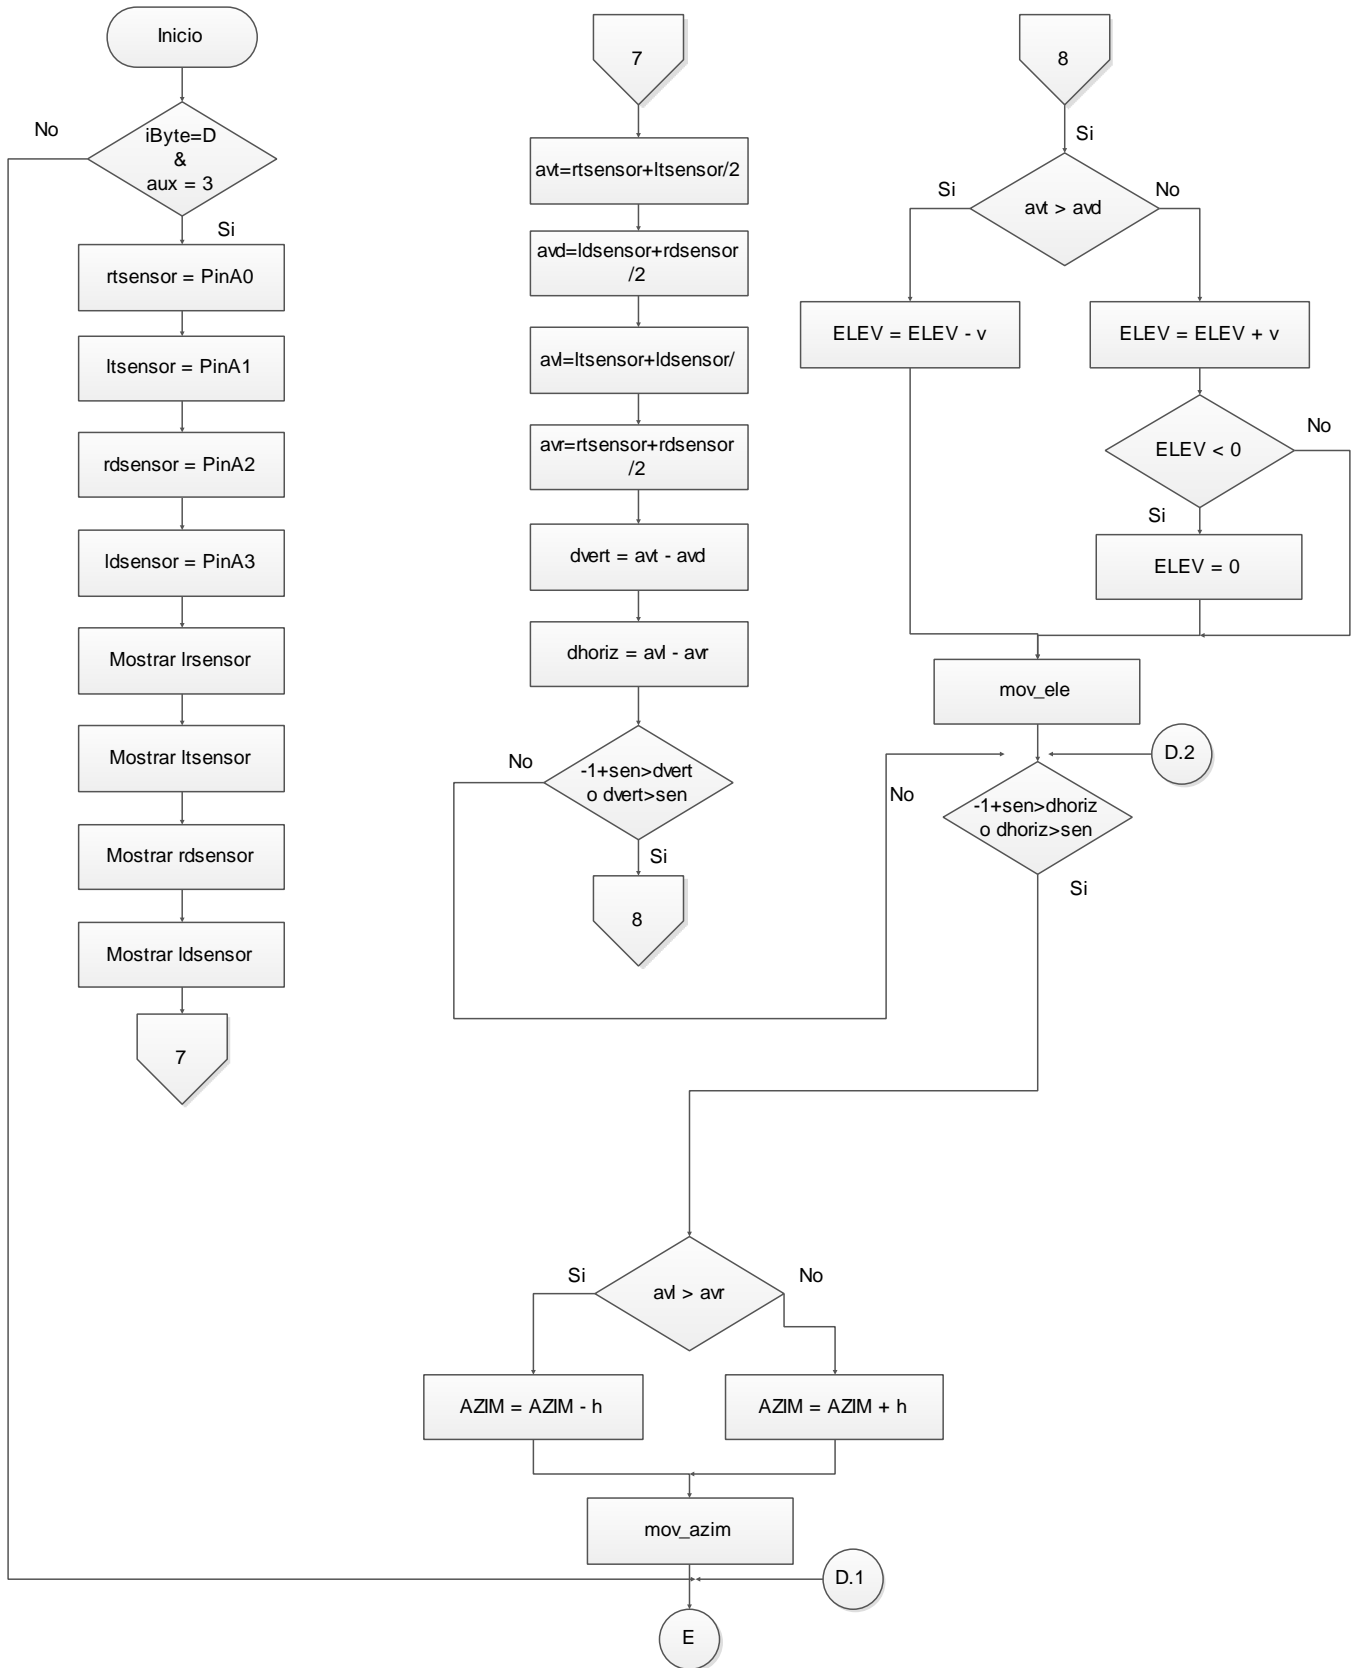 Inicio
No
iByte=D
&
aux = 3
Si
rtsensor = PinA0
ltsensor = PinA1
rdsensor = PinA2
ldsensor = PinA3
Mostrar lrsensor
Mostrar ltsensor
Mostrar rdsensor
Mostrar ldsensor
7
7
avt=rtsensor+ltsensor/2
avd=ldsensor+rdsensor
/2
avl=ltsensor+ldsensor/
avr=rtsensor+rdsensor
/2
dvert = avt - avd
dhoriz = avl - avr
No
-1+sen>dvert
o dvert>sen
Si
8
8
Si
Si
avt > avd
No
ELEV = ELEV - v
ELEV = ELEV + v
No
ELEV < 0
Si
ELEV = 0
mov_ele
D.2
No
-1+sen>dhoriz
o dhoriz>sen
Si
Si
avl > avr
No
AZIM = AZIM - h
AZIM = AZIM + h
mov_azim
D.1
E